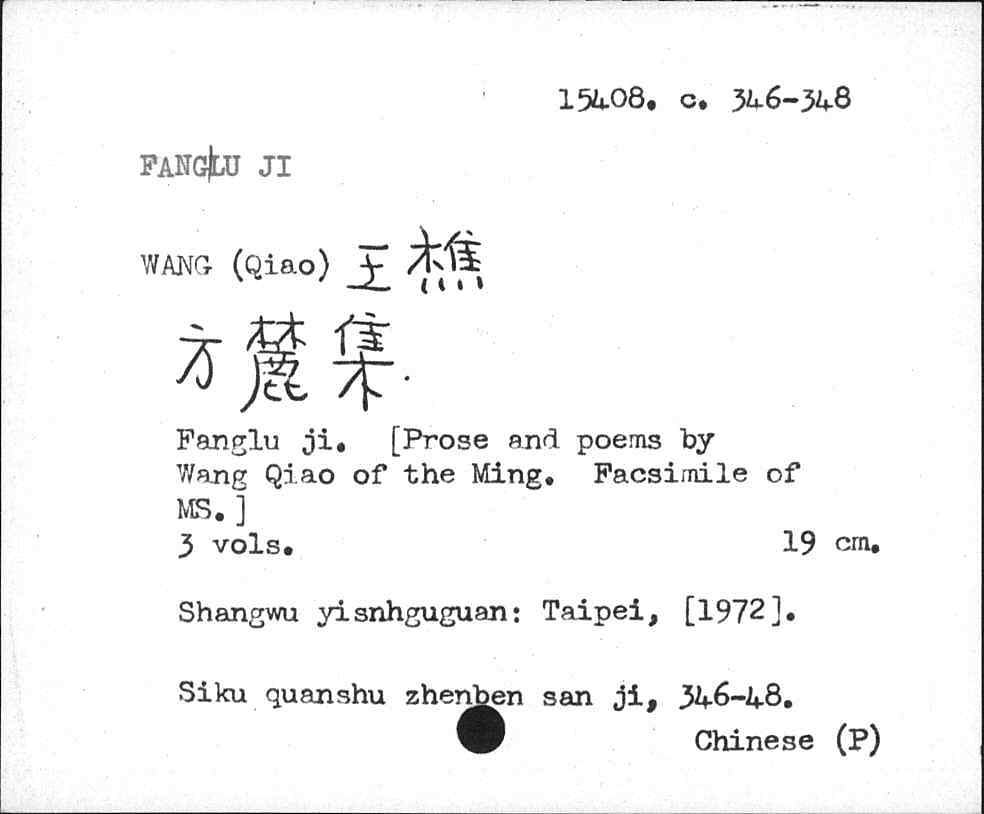 15408. c. 346-348
FANGLU JI
WANG (Qiao) 王樵
方麓集.
Fanglu ji. [Prose and poems by
Wang Qiao of the Ming. Facsimile of
MS.]
3 vols. 19 cm.
Shangwu yisnhguguan: Taipei, [1972].
Siku quanshu zhenben san ji, 346-48.
Chinese (P)